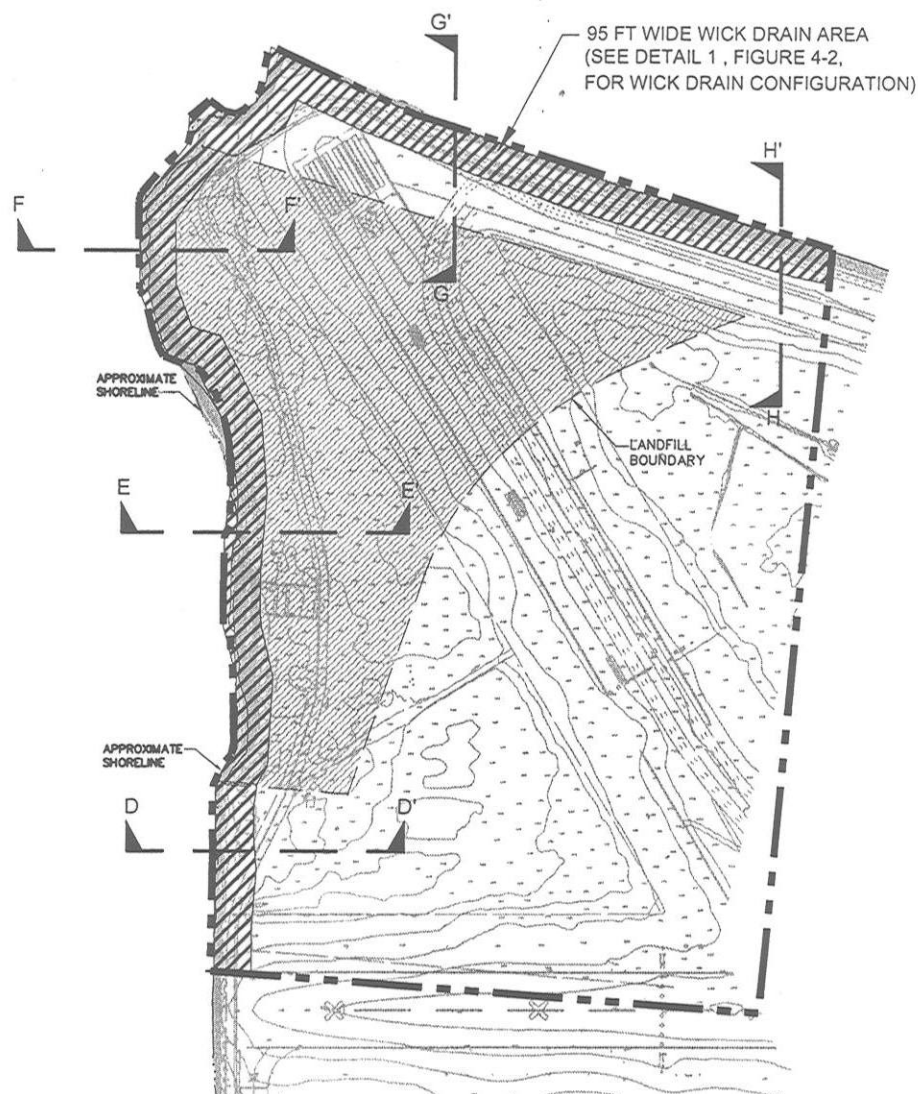 G'
95 FT WIDE WICK DRAIN AREA
(SEE DETAIL 1 , FIGURE 4-2,
FOR WICK DRAIN CONFIGURATION)
H'
F
F'
G
APPROXIMATE
SHORELINE
H
LANDFILL
BOUNDARY
E
E'
APPROXIMATE
SHORELINE
D
D'